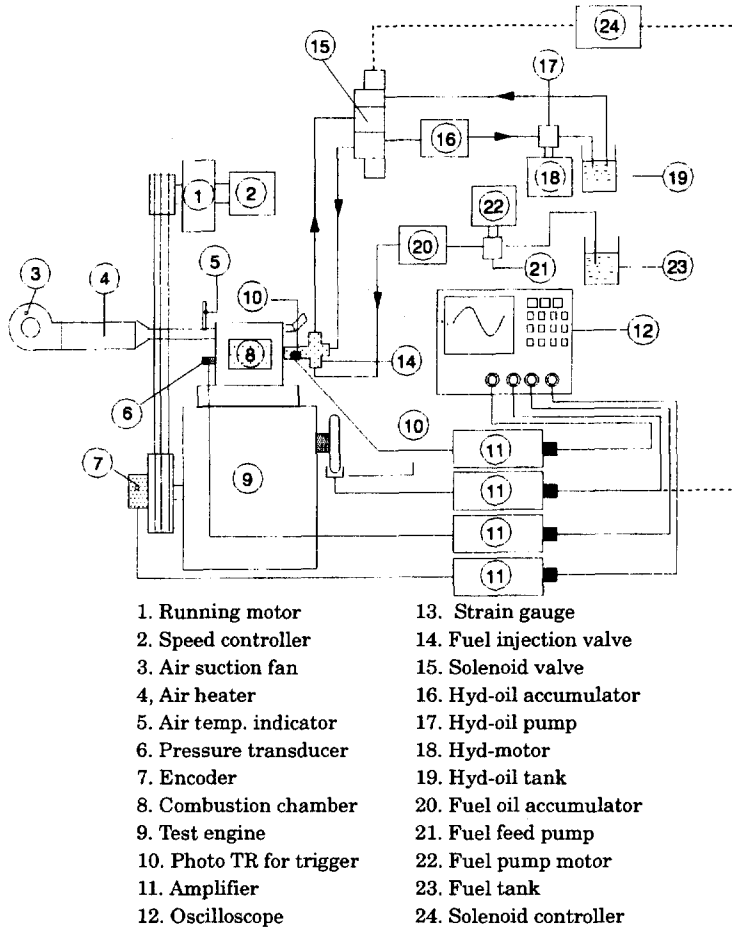 24
15
17
16
18
19
1
2
22
20
21
23
3
4
5
10
8
12
14
6
10
7
9
11
11
11
11
1. Running motor
2. Speed controller
3. Air suction fan
4, Air heater
5. Air temp. indicator
6. Pressure transducer
7. Encoder
8. Combustion chamber
9. Test engine
10. Photo TR for trigger
11. Amplifier
12. Oscilloscope
13. Strain gauge
14. Fuel injection valve
15. Solenoid valve
16. Hyd-oil accumulator
17. Hyd-oil pump
18. Hyd-motor
19. Hyd-oil tank
20. Fuel oil accumulator
21. Fuel feed pump
22. Fuel pump motor
23. Fuel tank
24. Solenoid controller